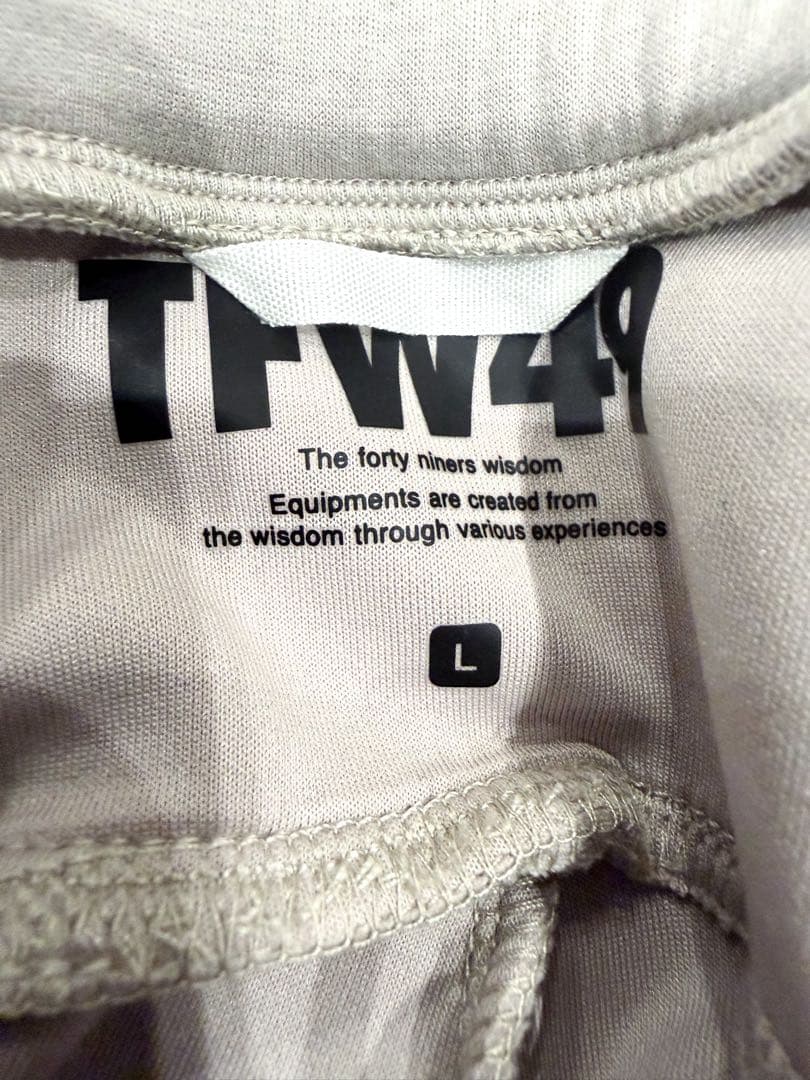 TFW49
The forty niners wisdom
Equipments are created from
the wisdom through various experiences
L